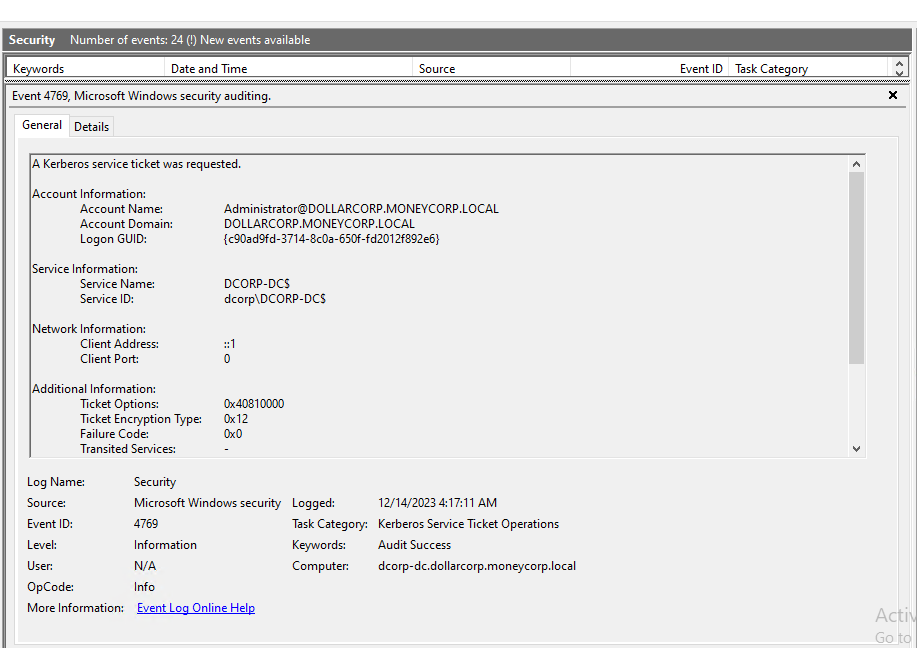 Security Number of events: 24 (!) New events available
Keywords Date and Time Source Event ID Task Category
Event 4769, Microsoft Windows security auditing.
General Details
A Kerberos service ticket was requested.
Account Information:
Account Name: Administrator@DOLLARCORP.MONEYCORP.LOCAL
Account Domain: DOLLARCORP.MONEYCORP.LOCAL
Logon GUID: {c90ad9fd-3714-8c0a-650f-fd2012f892e6}
Service Information:
Service Name: DCORP-DC$
Service ID: dcorp\DCORP-DC$
Network Information:
Client Address: ::1
Client Port: 0
Additional Information:
Ticket Options: 0x40810000
Ticket Encryption Type: 0x12
Failure Code: 0x0
Transited Services: -
Log Name: Security
Source: Microsoft Windows security Logged: 12/14/2023 4:17:11 AM
Event ID: 4769 Task Category: Kerberos Service Ticket Operations
Level: Information Keywords: Audit Success
User: N/A Computer: dcorp-dc.dollarcorp.moneycorp.local
OpCode: Info
More Information: Event Log Online Help
Activ
Go to